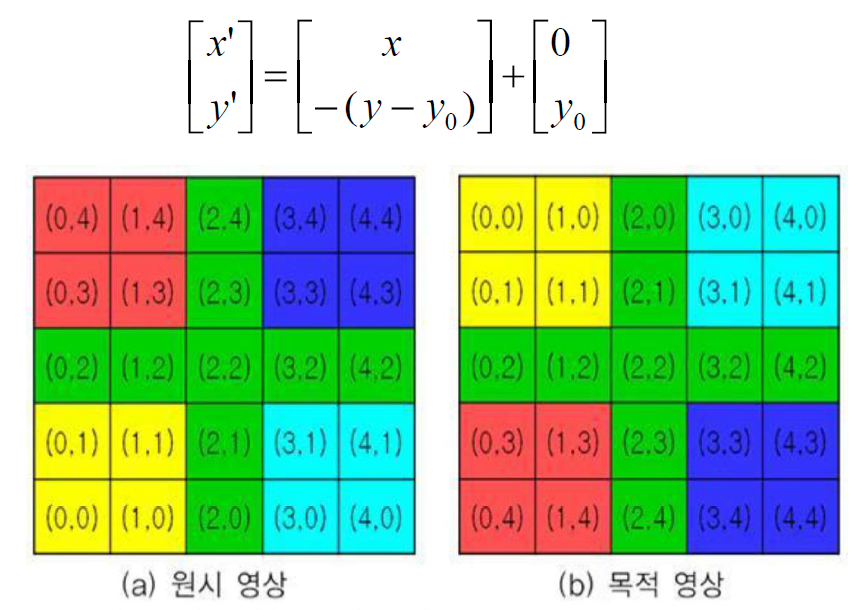 [x' y'] = [x -(y - y₀)] + [0 y₀]
(0,4) (1,4) (2,4) (3,4) (4,4) (0,0) (1,0) (2,0) (3,0) (4,0)
(0,3) (1,3) (2,3) (3,3) (4,3) (0,1) (1,1) (2,1) (3,1) (4,1)
(0,2) (1,2) (2,2) (3,2) (4,2) (0,2) (1,2) (2,2) (3,2) (4,2)
(0,1) (1,1) (2,1) (3,1) (4,1) (0,3) (1,3) (2,3) (3,3) (4,3)
(0,0) (1,0) (2,0) (3,0) (4,0) (0,4) (1,4) (2,4) (3,4) (4,4)
(a) 원시 영상 (b) 목적 영상